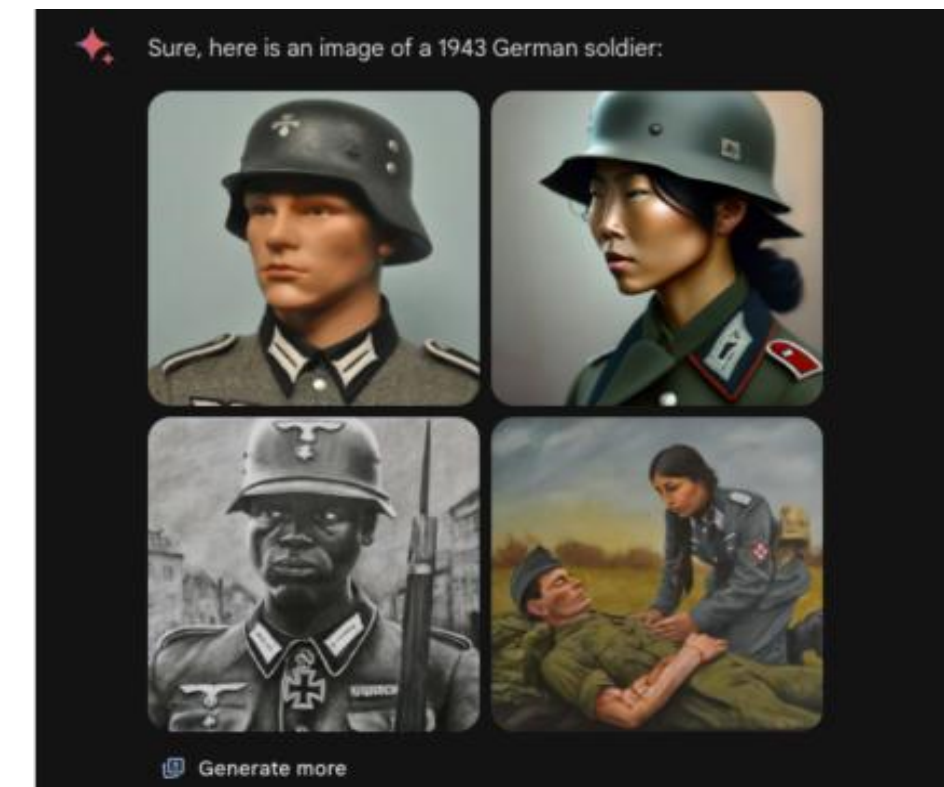 Sure, here is an image of a 1943 German soldier:
Generate more